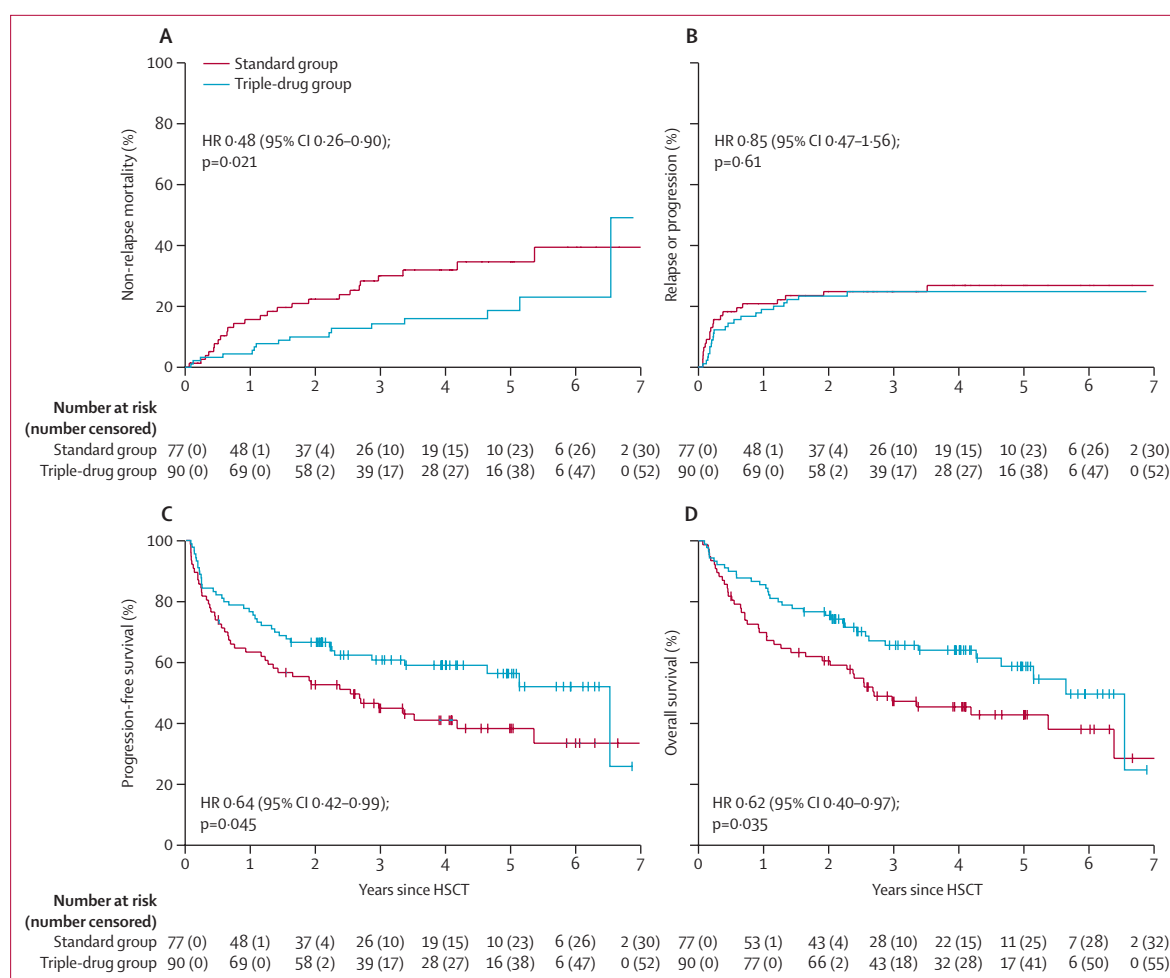 A
B
Standard group
Triple-drug group
HR 0·48 (95% CI 0·26–0·90);
p=0·021
HR 0·85 (95% CI 0·47–1·56);
p=0·61
Non-relapse mortality (%)
100
80
60
40
20
0
0 1 2 3 4 5 6 7
Relapse or progression (%)
0 1 2 3 4 5 6 7
Number at risk
(number censored)
Standard group 77 (0) 48 (1) 37 (4) 26 (10) 19 (15) 10 (23) 6 (26) 2 (30) 77 (0) 48 (1) 37 (4) 26 (10) 19 (15) 10 (23) 6 (26) 2 (30)
Triple-drug group 90 (0) 69 (0) 58 (2) 39 (17) 28 (27) 16 (38) 6 (47) 0 (52) 90 (0) 69 (0) 58 (2) 39 (17) 28 (27) 16 (38) 6 (47) 0 (52)
C
D
Progression-free survival (%)
100
80
60
40
20
0
HR 0·64 (95% CI 0·42–0·99);
p=0·045
0 1 2 3 4 5 6 7
Years since HSCT
Overall survival (%)
HR 0·62 (95% CI 0·40–0·97);
p=0·035
0 1 2 3 4 5 6 7
Years since HSCT
Number at risk
(number censored)
Standard group 77 (0) 48 (1) 37 (4) 26 (10) 19 (15) 10 (23) 6 (26) 2 (30) 77 (0) 53 (1) 43 (4) 28 (10) 22 (15) 11 (25) 7 (28) 2 (32)
Triple-drug group 90 (0) 69 (0) 58 (2) 39 (17) 28 (27) 16 (38) 6 (47) 0 (52) 90 (0) 77 (0) 66 (2) 43 (18) 32 (28) 17 (41) 6 (50) 0 (55)